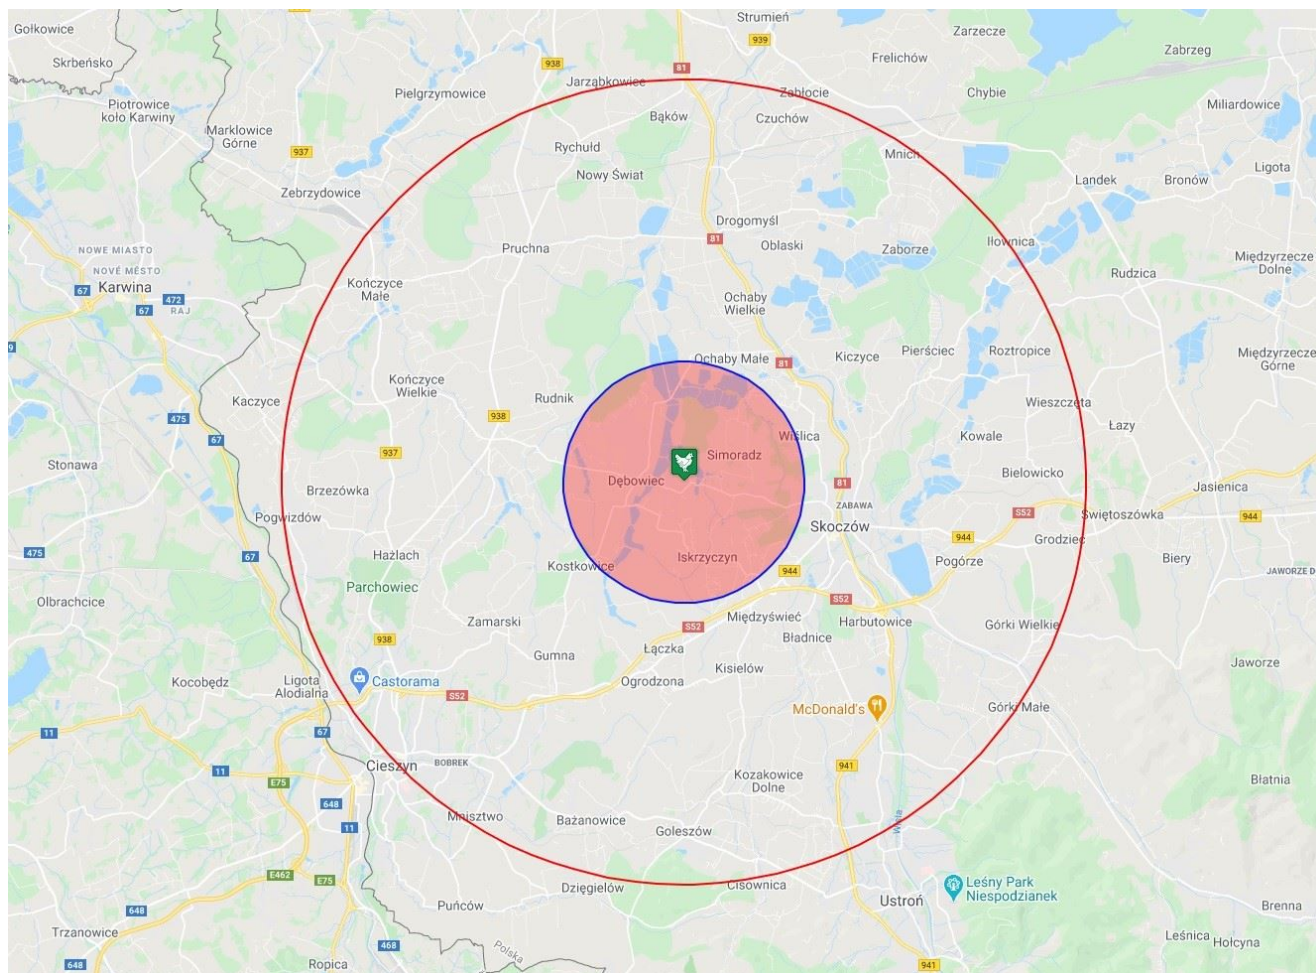 Gołkowice
Strumień
939
Zarzecze
Skrbeńsko
938
81
Frelichów
Zabrzeg
Jarząbkowice
Pielgrzymowice
Zabłocie
Chybie
Piotrowice
koło Karwiny
Miliardowice
Bąków
Czuchów
Marklowice
Górne
937
Rychułd
Mnich
Nowy Świat
Ligota
Landek
Bronów
Zebrzydowice
Drogomyśl
81
Pruchna
Oblaski
Zaborze
Iłownica
NOWE MIASTO
NOVÉ MĚSTO
Karwina
67
472
67
RAJ
Międzyrzecze
Dolne
Rudzica
Kończyce
Małe
Ochaby
Wielkie
9
Ochaby Małe
81
Kiczyce
Pierściec
Roztropice
Międzyrzecze
Górne
Kończyce
Wielkie
Rudnik
Kaczyce
475
67
938
Wieszczęta
Łazy
Wiślica
Kowale
937
Simoradz
Stonawa
Dębowiec
Bielowicko
81
Brzezówka
ZABAWA
Jasienica
Pogwizdów
Skoczów
S52
Świętoszówka
944
944
Grodziec
475
67
Hażlach
Iskrzyczyn
Kostkowice
944
Pogórze
Biery
JAWORZE D
Parchowiec
Olbrachcice
S52
Międzyświeć
Zamarski
S52
Harbutowice
Górki Wielkie
938
Bładnice
Łączka
Gumna
Kisielów
Jaworze
Kocobędz
Ligota
Alodialna
Castorama
S52
Ogrodzona
McDonald's
Górki Małe
11
67
Cieszyn
BOBREK
11
E75
941
Kozakowice
Dolne
Błatnia
648
11
Mnisztwo
Bażanowice
Goleszów
Wisła
E462
E75
Dzięgielów
Cisownica
Leśny Park
Niespodzianek
Ustroń
Puńców
648
Brenna
Trzanowice
468
Polska
Leśnica
Hołcyna
648
Ropica
941